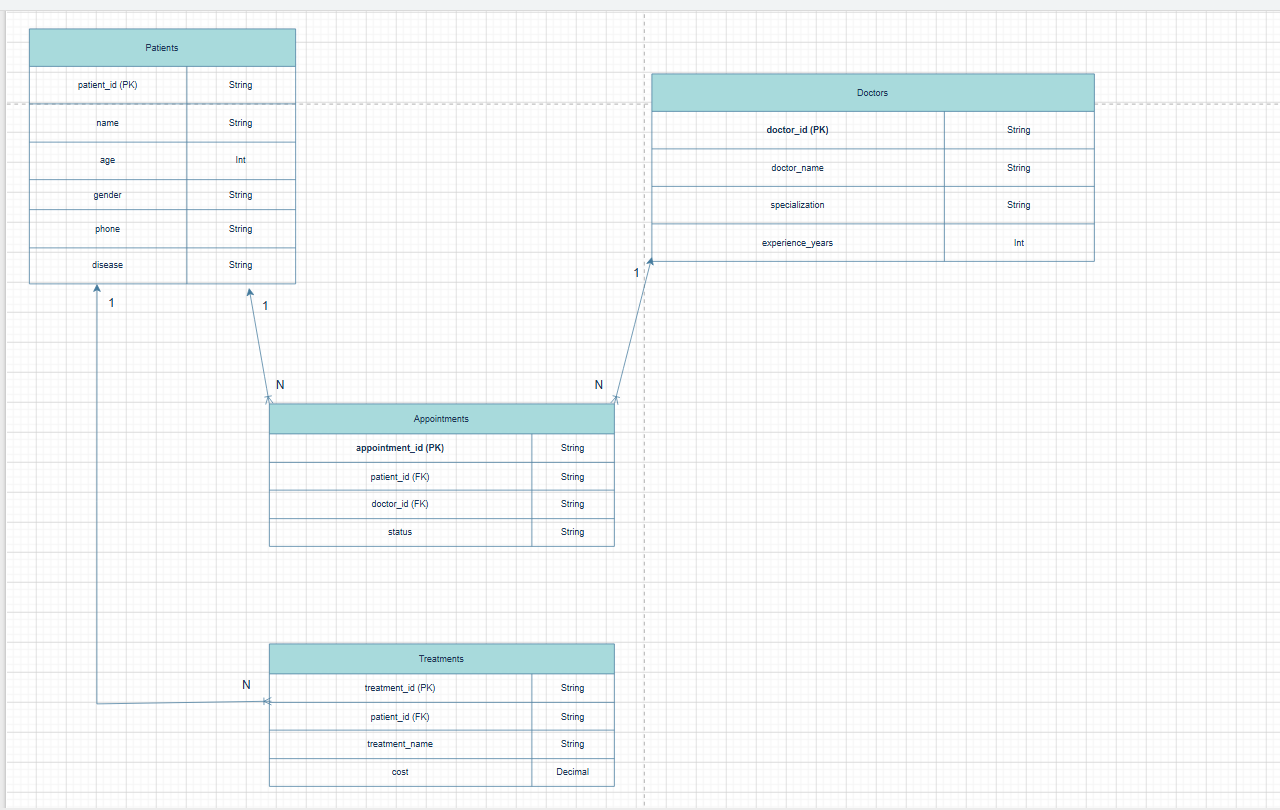 Patients
patient_id (PK) String
name String
age Int
gender String
phone String
disease String
Doctors
doctor_id (PK) String
doctor_name String
specialization String
experience_years Int
1
1
1
N
N
Appointments
appointment_id (PK) String
patient_id (FK) String
doctor_id (FK) String
status String
Treatments
N
treatment_id (PK) String
patient_id (FK) String
treatment_name String
cost Decimal